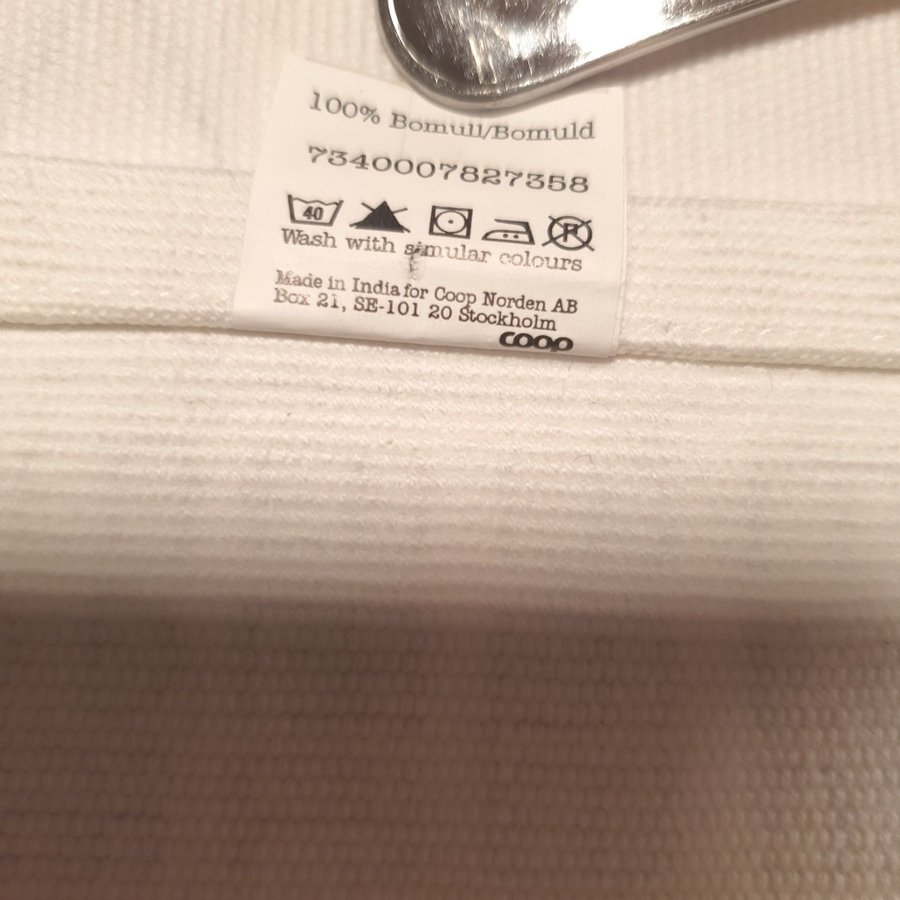 100% Bomull/Bomuld
7340007827358
40 P
Wash with simular colours
Made in India for Coop Norden AB
Box 21, SE-101 20 Stockholm
coop